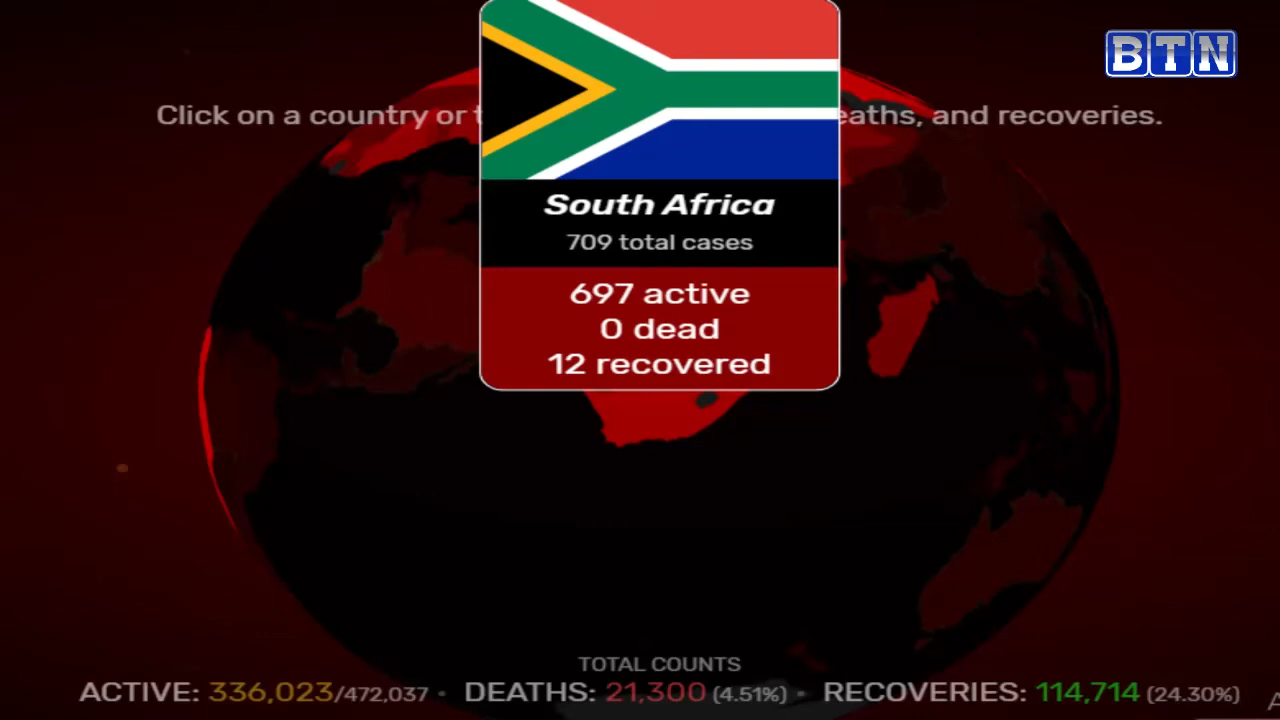 BTN
Click on a country or t eaths, and recoveries.
South Africa
709 total cases
697 active
0 dead
12 recovered
TOTAL COUNTS
ACTIVE: 336,023/472,037 • DEATHS: 21,300 (4.51%) • RECOVERIES: 114,714 (24.30%)